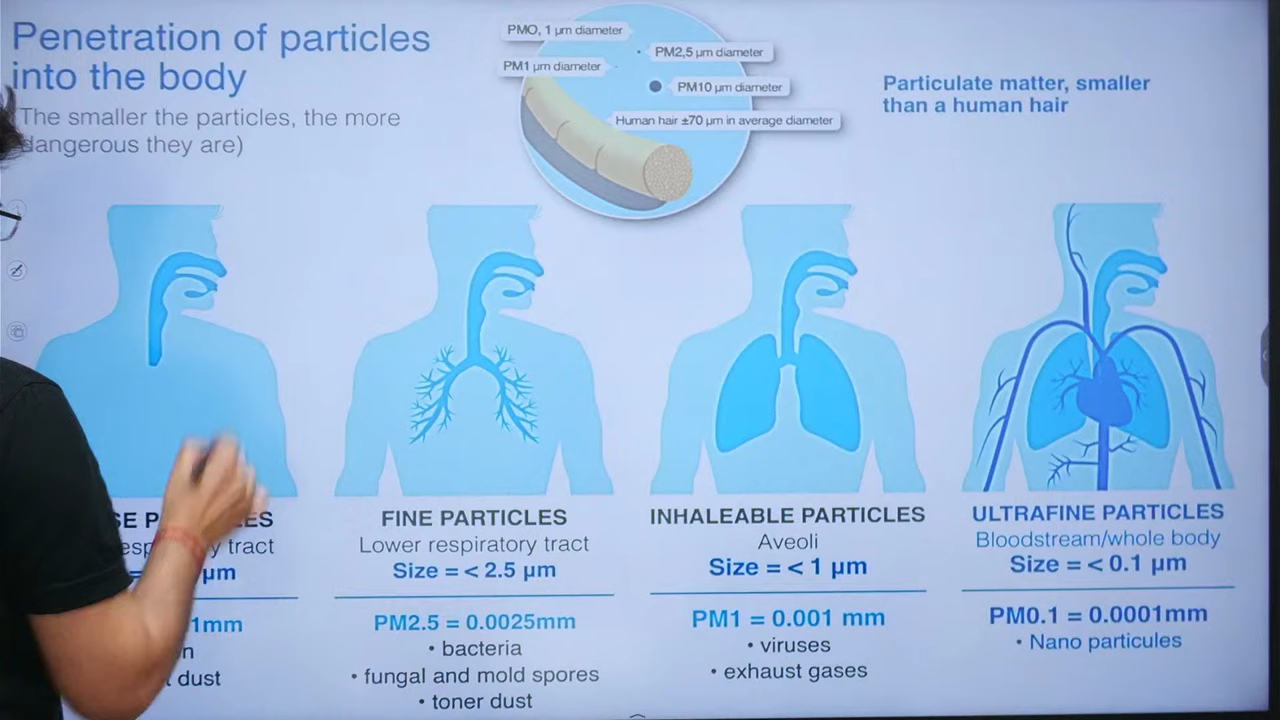 Penetration of particles
into the body
(The smaller the particles, the more
dangerous they are)
PMO, 1 µm diameter
PM2,5 µm diameter
PM1 µm diameter
PM10 µm diameter
Human hair ±70 µm in average diameter
Particulate matter, smaller
than a human hair
tract
µm
dust
FINE PARTICLES
Lower respiratory tract
Size = < 2.5 µm
PM2.5 = 0.0025mm
• bacteria
• fungal and mold spores
• toner dust
INHALEABLE PARTICLES
Aveoli
Size = < 1 µm
PM1 = 0.001 mm
• viruses
• exhaust gases
ULTRAFINE PARTICLES
Bloodstream/whole body
Size = < 0.1 µm
PM0.1 = 0.0001mm
• Nano particules